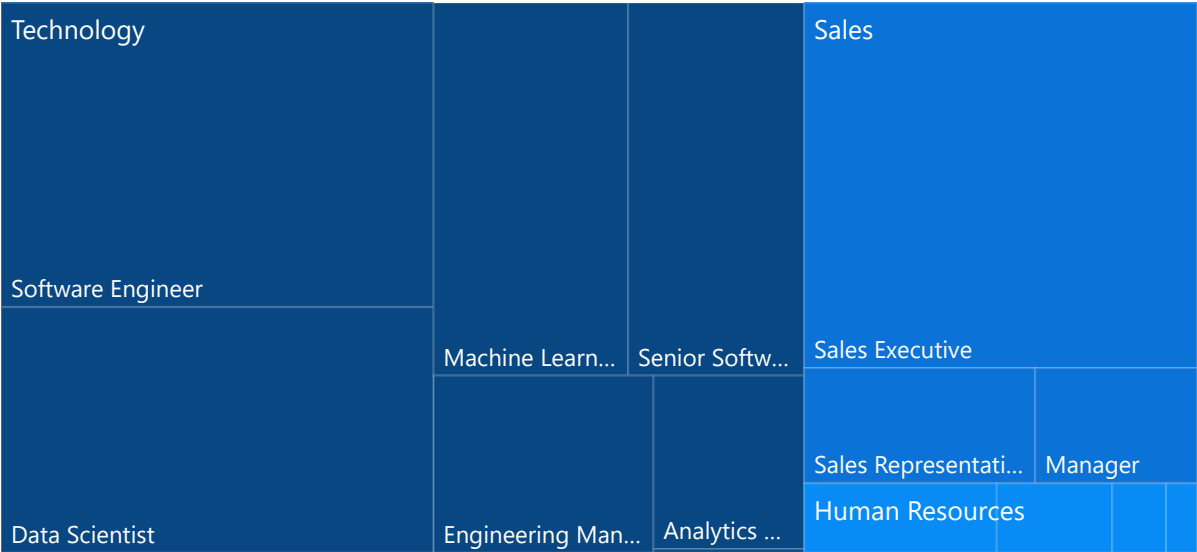 Technology
Software Engineer
Data Scientist
Machine Learn...
Senior Softw...
Engineering Man...
Analytics ...
Sales
Sales Executive
Sales Representati...
Manager
Human Resources